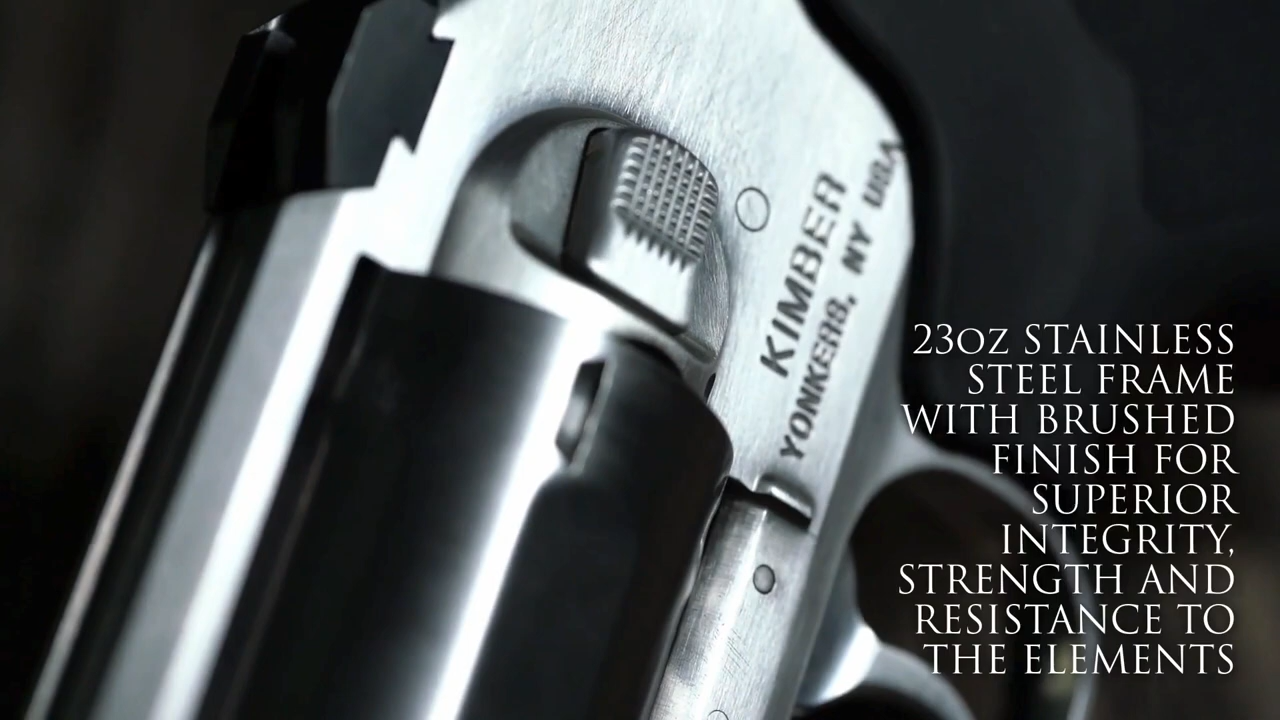 KIMBER
YONKERS, NY USA
23oz STAINLESS
STEEL FRAME
WITH BRUSHED
FINISH FOR
SUPERIOR
INTEGRITY,
STRENGTH AND
RESISTANCE TO
THE ELEMENTS